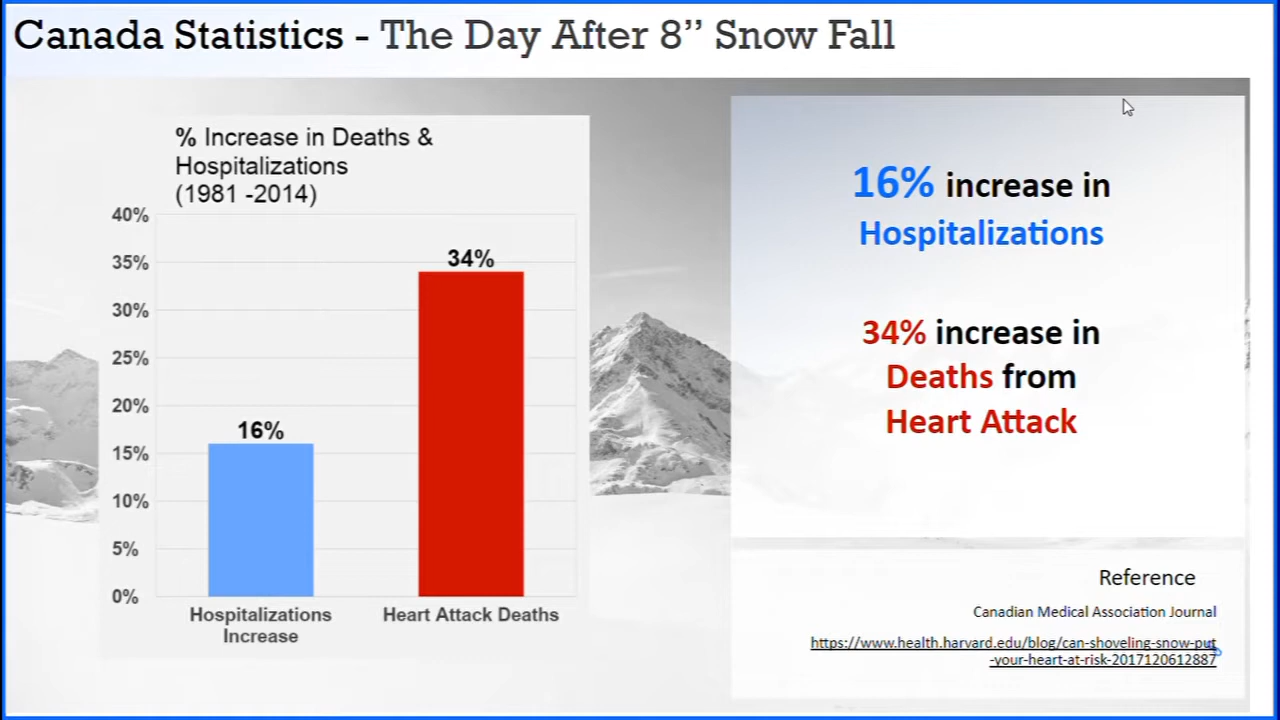 Canada Statistics - The Day After 8” Snow Fall
% Increase in Deaths &
Hospitalizations
(1981 -2014)
40%
35%
30%
25%
20%
15%
10%
5%
0%
16%
34%
Hospitalizations
Increase
Heart Attack Deaths
16% increase in
Hospitalizations
34% increase in
Deaths from
Heart Attack
Reference
Canadian Medical Association Journal
https://www.health.harvard.edu/blog/can-shoveling-snow-put
-your-heart-at-risk-2017120612887